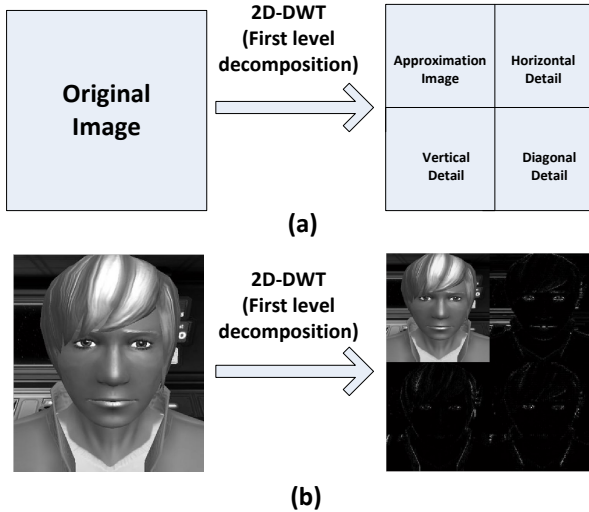 2D-DWT
(First level
decomposition)
Original
Image
Approximation
Image
Horizontal
Detail
Vertical
Detail
Diagonal
Detail
(a)
2D-DWT
(First level
decomposition)
(b)